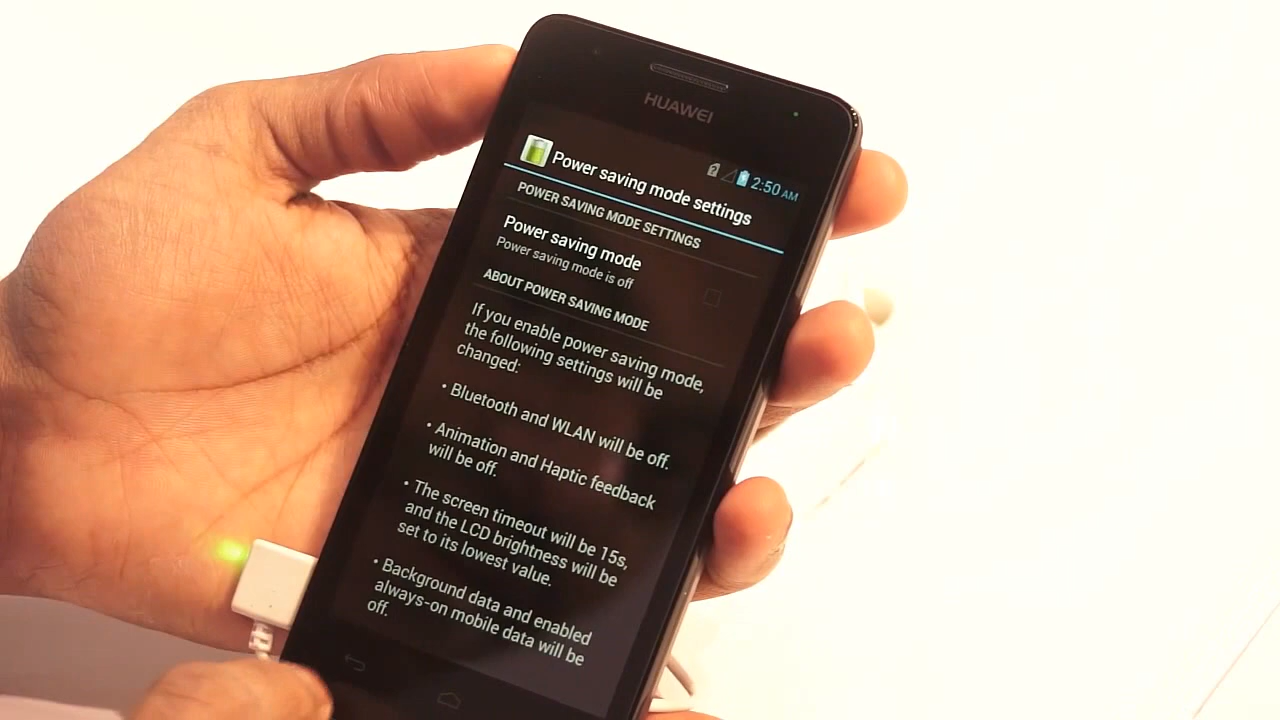 HUAWEI
2:50 AM
Power saving mode settings
POWER SAVING MODE SETTINGS
Power saving mode
Power saving mode is off
ABOUT POWER SAVING MODE
If you enable power saving mode,
the following settings will be
changed:
• Bluetooth and WLAN will be off.
• Animation and Haptic feedback
will be off.
• The screen timeout will be 15s,
and the LCD brightness will be
set to its lowest value.
• Background data and enabled
always-on mobile data will be
off.